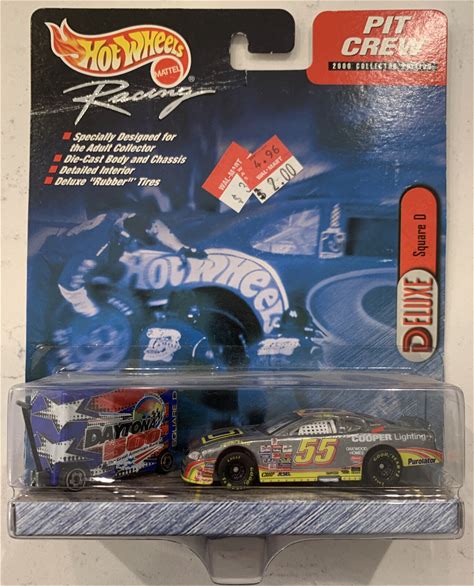 Hot Wheels
MATTEL
Racing
PIT
CREW
2000 COLLECTOR EDITION
Specially Designed for
the Adult Collector
Die-Cast Body and Chassis
Detailed Interior
Deluxe "Rubber" Tires
WAL-MART
4.96
WAL-MART
2.00
DELUXE
Square D
HOT WHEELS
DAYTONA
500
SQUARE D
55
COOPER Lighting
Purolator